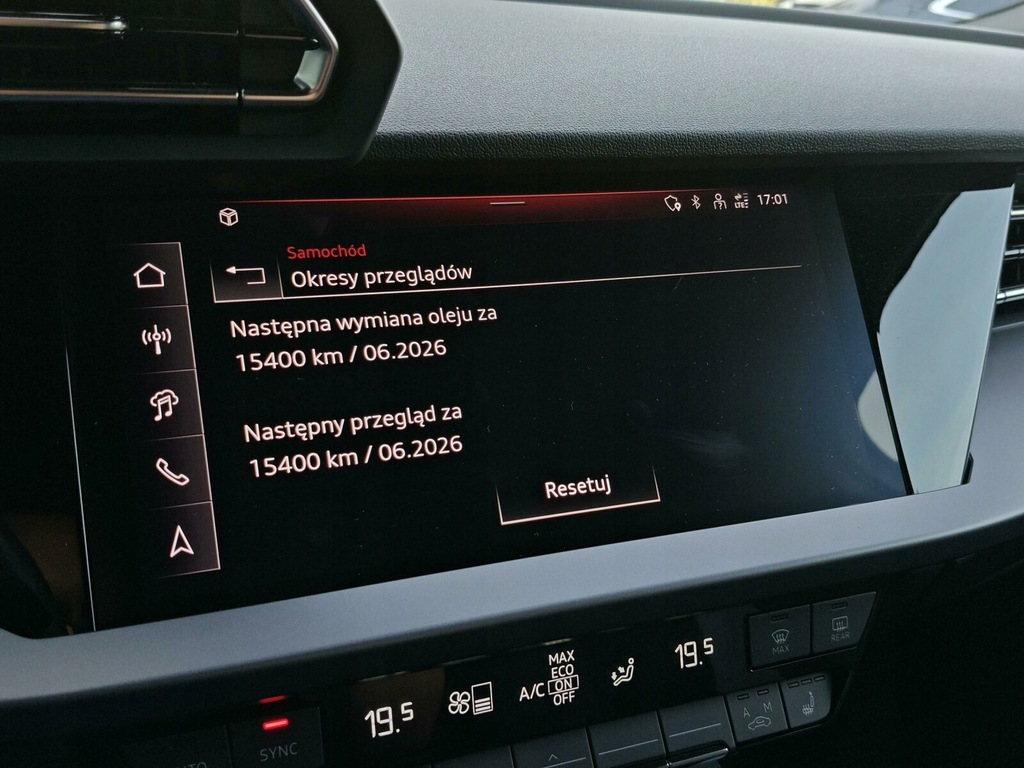 17:01
Samochód
Okresy przeglądów
Następna wymiana oleju za
15400 km / 06.2026
Następny przegląd za
15400 km / 06.2026
Resetuj
19.5
A/C
MAX
ECO
ON
OFF
19.5
MAX
REAR
SYNC
A M